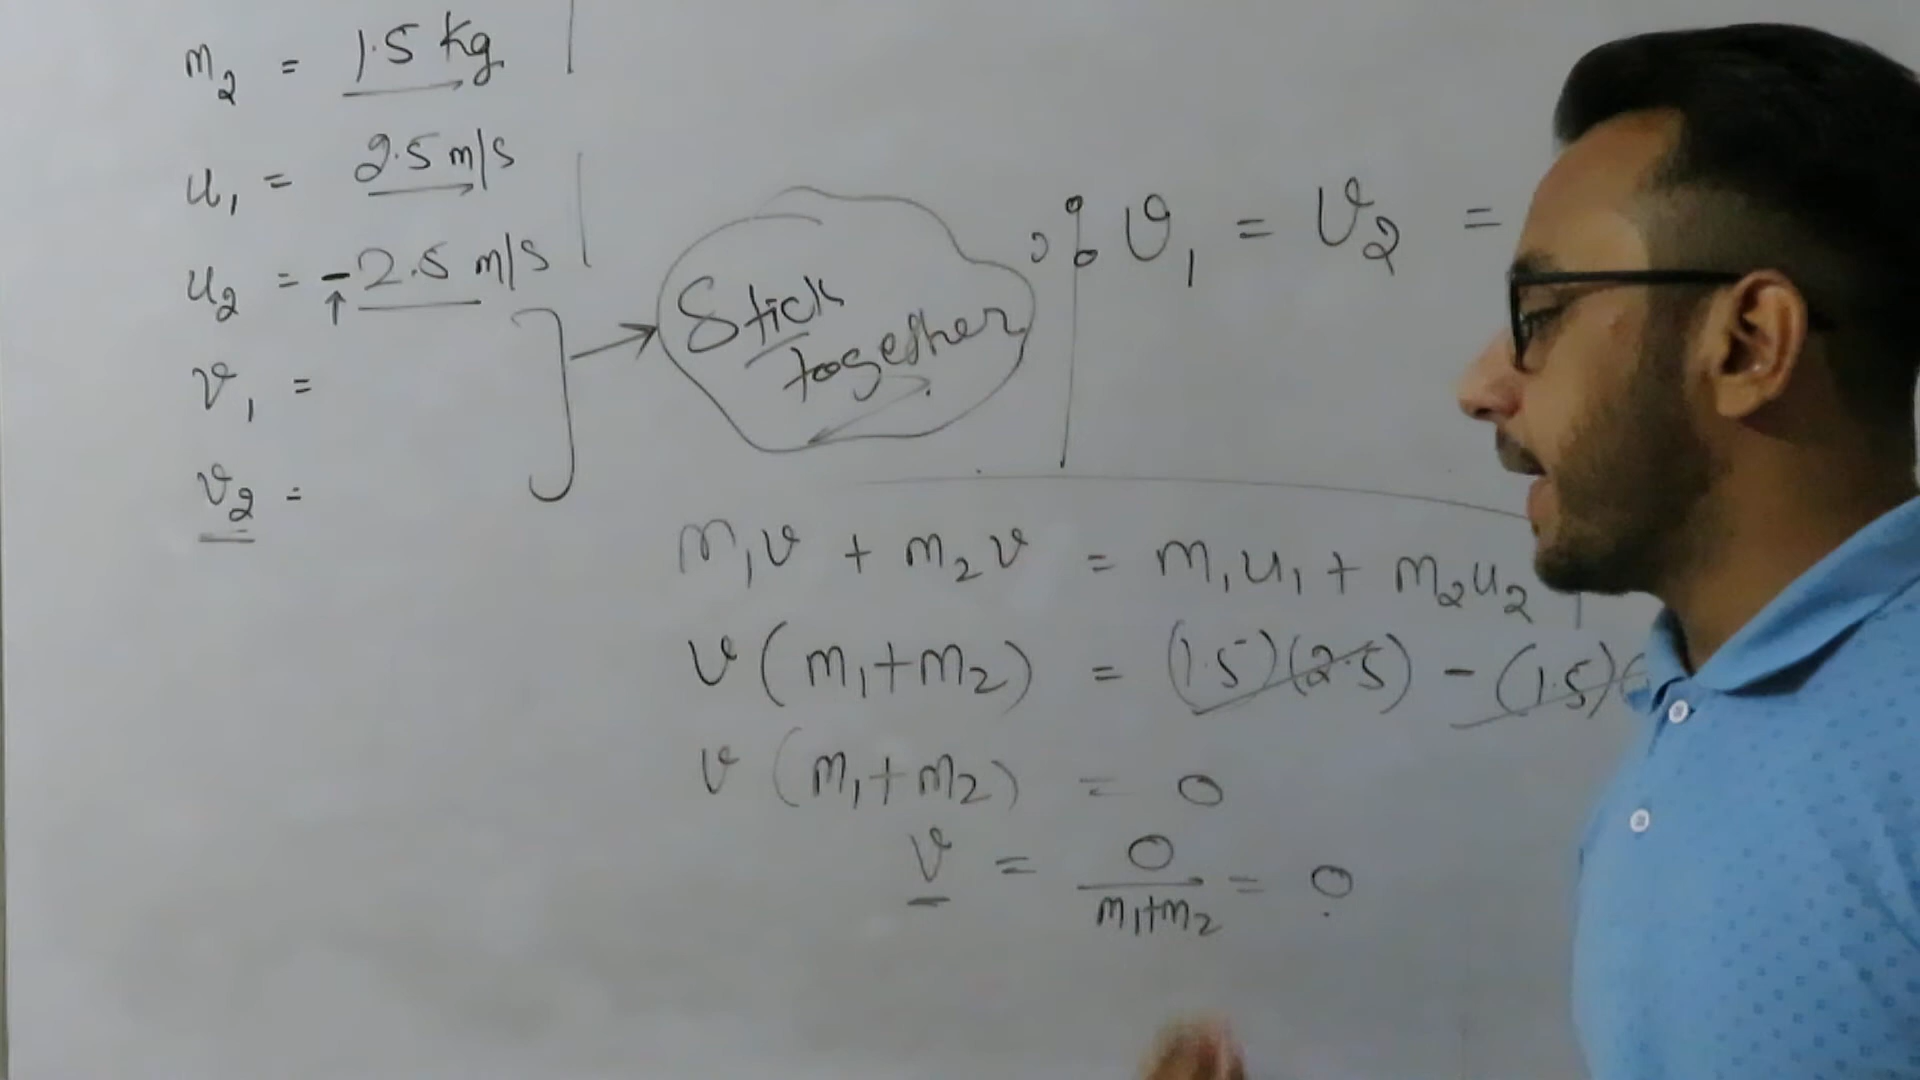 m₂ = 1.5 kg
u₁ = 2.5 m/s
u₂ = -2.5 m/s
v₁ =
v₂ =
Stick
together
v₁ = v₂ =
m₁v + m₂v = m₁u₁ + m₂u₂
v (m₁+m₂) = (1.5)(2.5) - (1.5)(
v (m₁+m₂) = 0
v = 0/(m₁+m₂) = 0